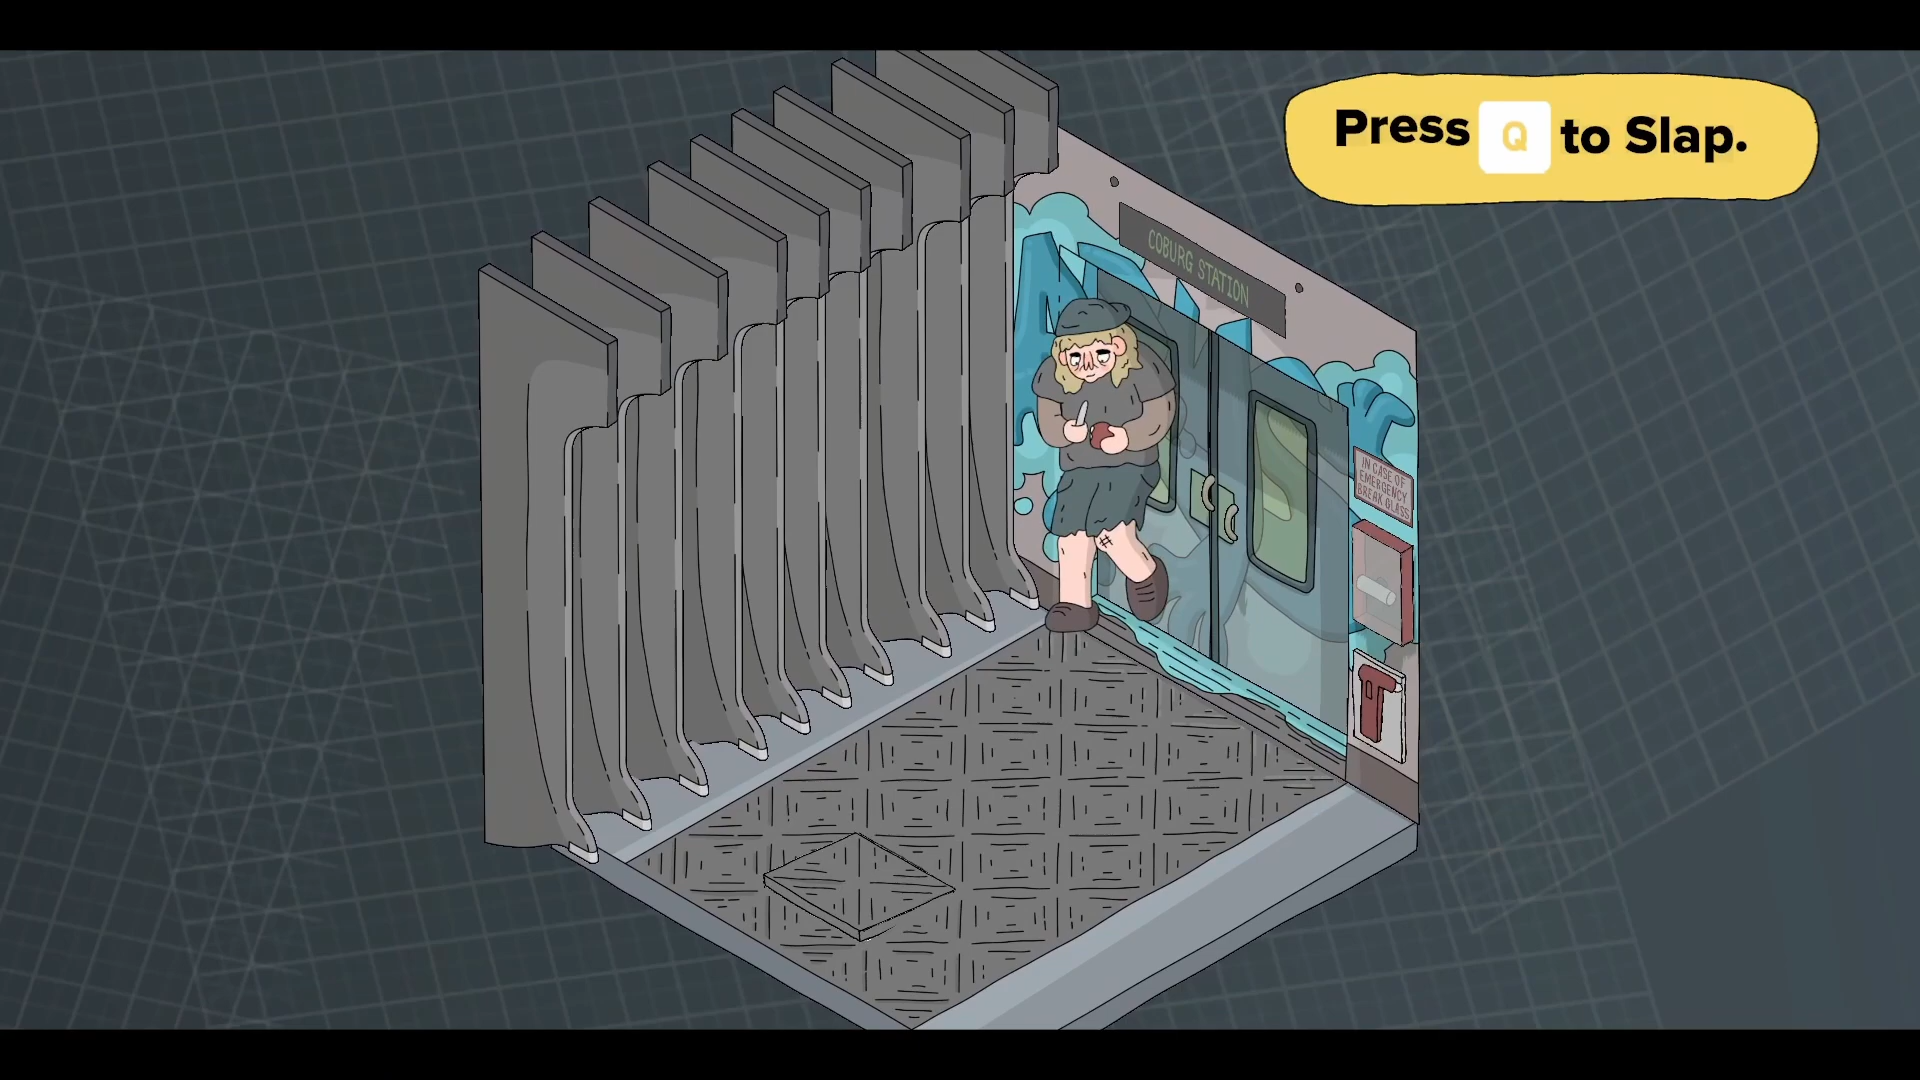 Press Q to Slap.
COBURG STATION
IN CASE OF
EMERGENCY
BREAK GLASS